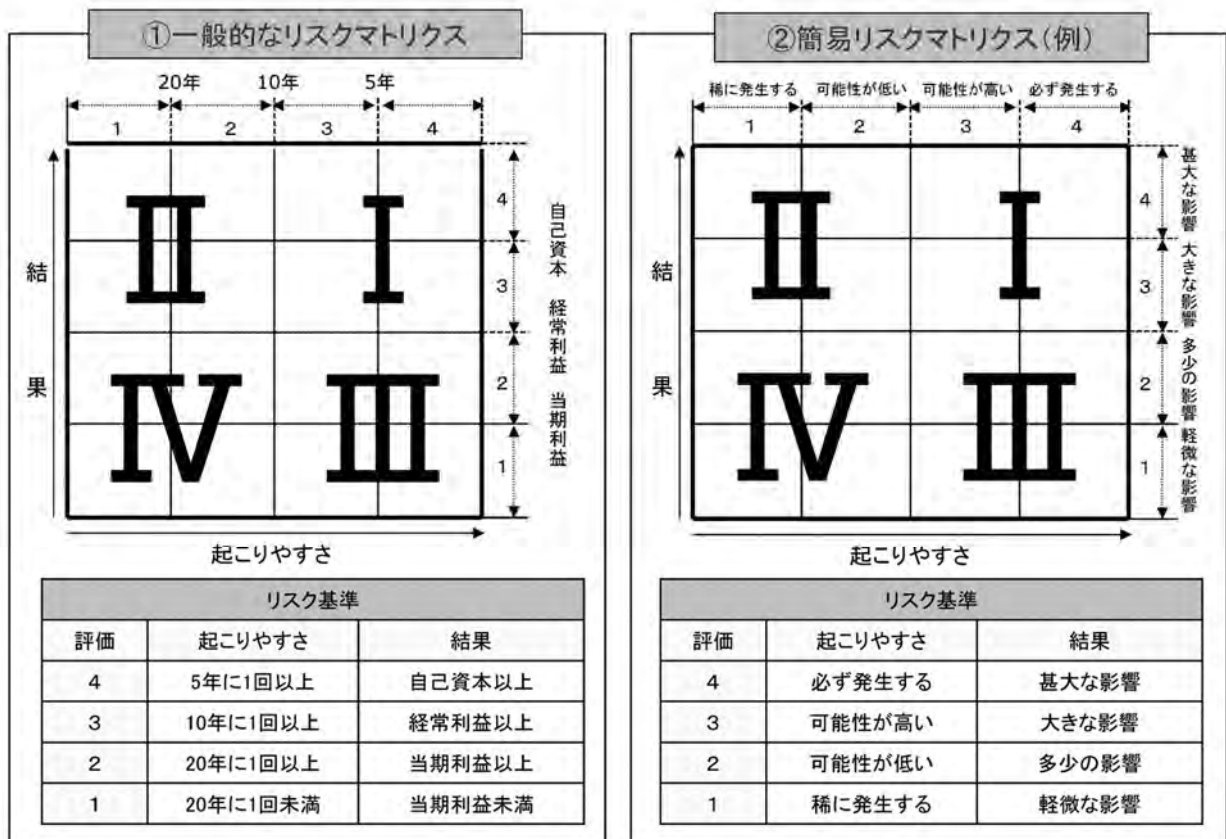 ①一般的なリスクマトリクス
20年 10年 5年
1 2 3 4
Ⅱ Ⅰ
Ⅳ Ⅲ
結果
4
3
2
1
自己資本 経常利益 当期利益
起こりやすさ
リスク基準
評価 起こりやすさ 結果
4 5年に1回以上 自己資本以上
3 10年に1回以上 経常利益以上
2 20年に1回以上 当期利益以上
1 20年に1回未満 当期利益未満
②簡易リスクマトリクス(例)
稀に発生する 可能性が低い 可能性が高い 必ず発生する
1 2 3 4
Ⅱ Ⅰ
Ⅳ Ⅲ
結果
4 甚大な影響
3 大きな影響
2 多少の影響
1 軽微な影響
起こりやすさ
リスク基準
評価 起こりやすさ 結果
4 必ず発生する 甚大な影響
3 可能性が高い 大きな影響
2 可能性が低い 多少の影響
1 稀に発生する 軽微な影響